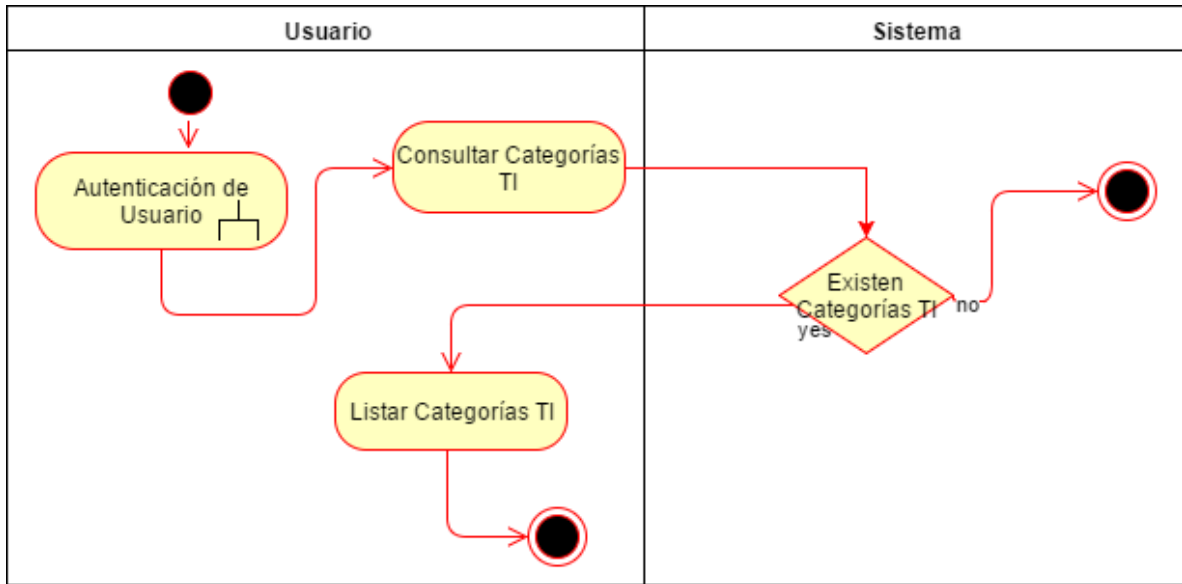 Usuario
Sistema
Autenticación de
Usuario
Consultar Categorías
TI
Existen
Categorías TI
no
yes
Listar Categorías TI